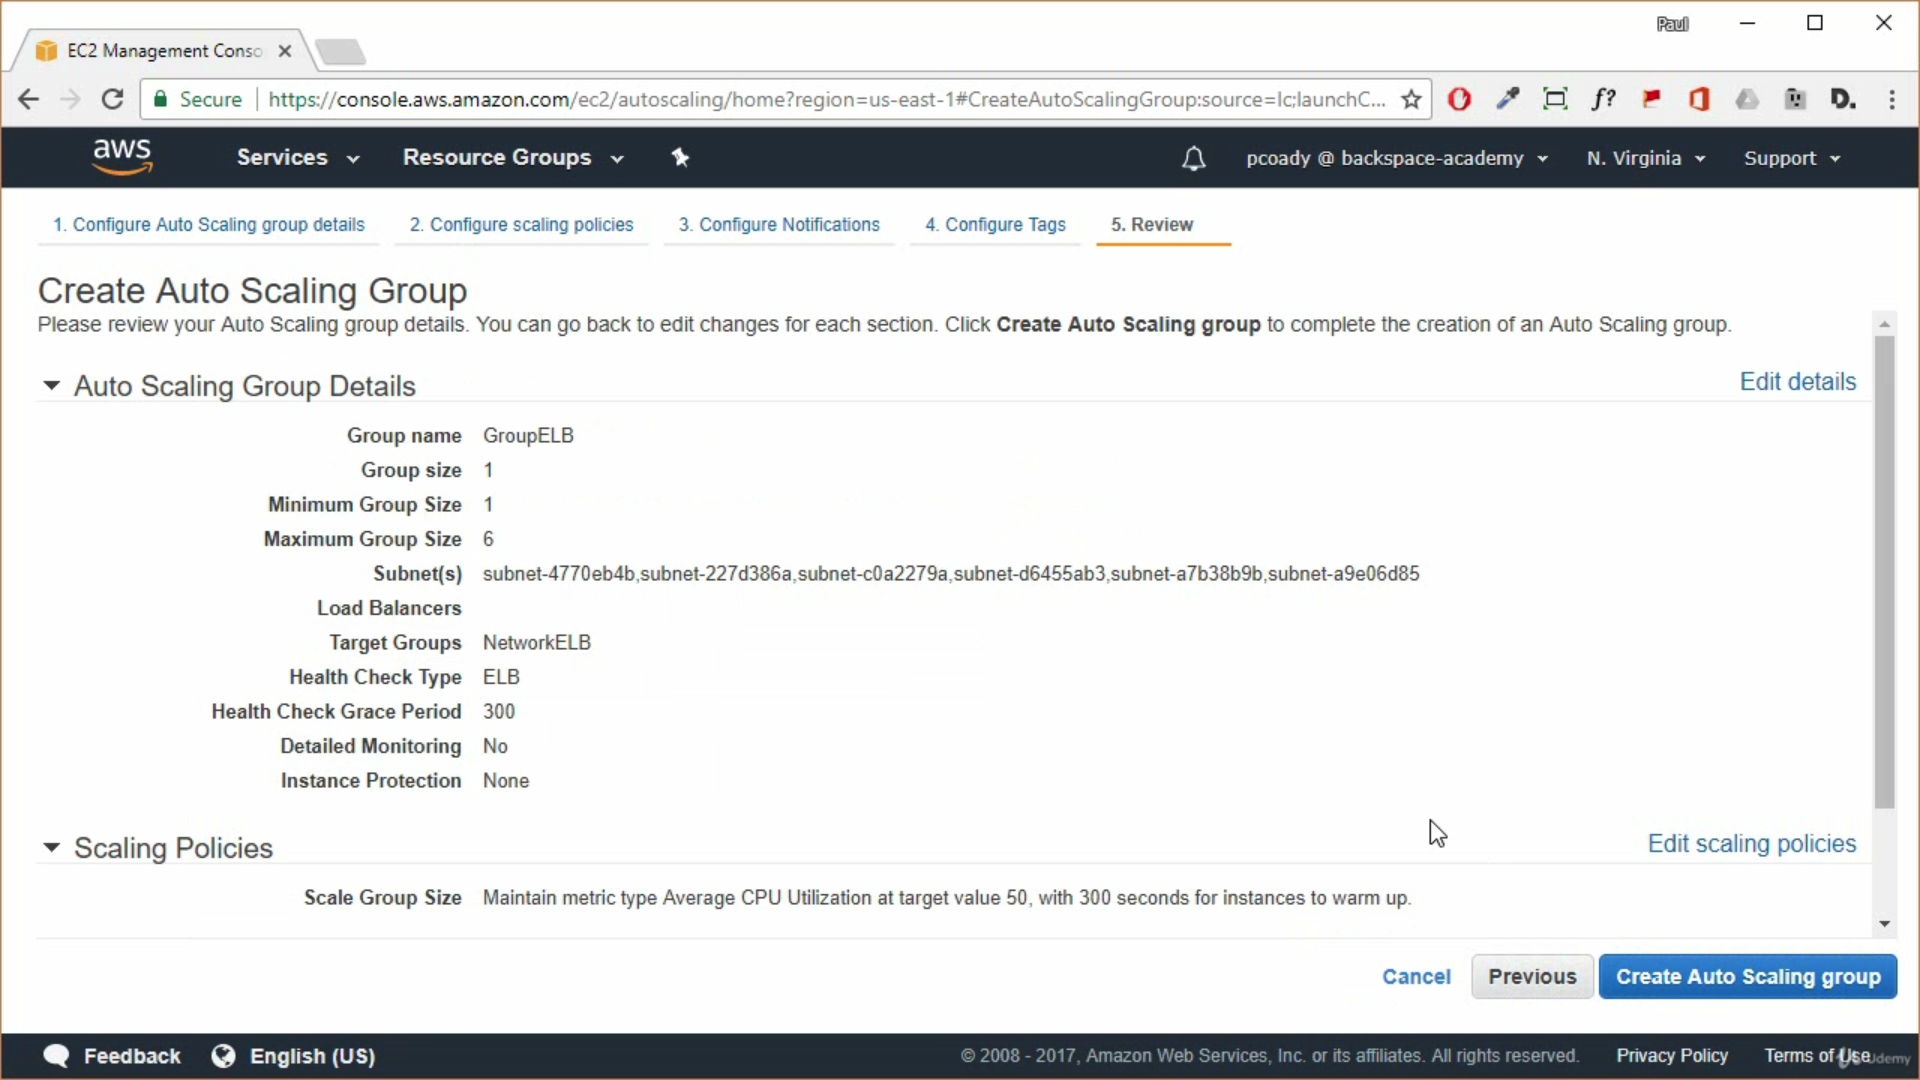 Paul
EC2 Management Conso
Secure
https://console.aws.amazon.com/ec2/autoscaling/home?region=us-east-1#CreateAutoScalingGroup:source=lc;launchC...
f?
D.
aws
Services
Resource Groups
pcoady @ backspace-academy
N. Virginia
Support
1. Configure Auto Scaling group details
2. Configure scaling policies
3. Configure Notifications
4. Configure Tags
5. Review
Create Auto Scaling Group
Please review your Auto Scaling group details. You can go back to edit changes for each section. Click Create Auto Scaling group to complete the creation of an Auto Scaling group.
Auto Scaling Group Details
Edit details
Group name GroupELB
Group size 1
Minimum Group Size 1
Maximum Group Size 6
Subnet(s) subnet-4770eb4b,subnet-227d386a,subnet-c0a2279a,subnet-d6455ab3,subnet-a7b38b9b,subnet-a9e06d85
Load Balancers
Target Groups NetworkELB
Health Check Type ELB
Health Check Grace Period 300
Detailed Monitoring No
Instance Protection None
Scaling Policies
Edit scaling policies
Scale Group Size Maintain metric type Average CPU Utilization at target value 50, with 300 seconds for instances to warm up.
Cancel
Previous
Create Auto Scaling group
Feedback
English (US)
© 2008 - 2017, Amazon Web Services, Inc. or its affiliates. All rights reserved.
Privacy Policy
Terms of Use
Udemy